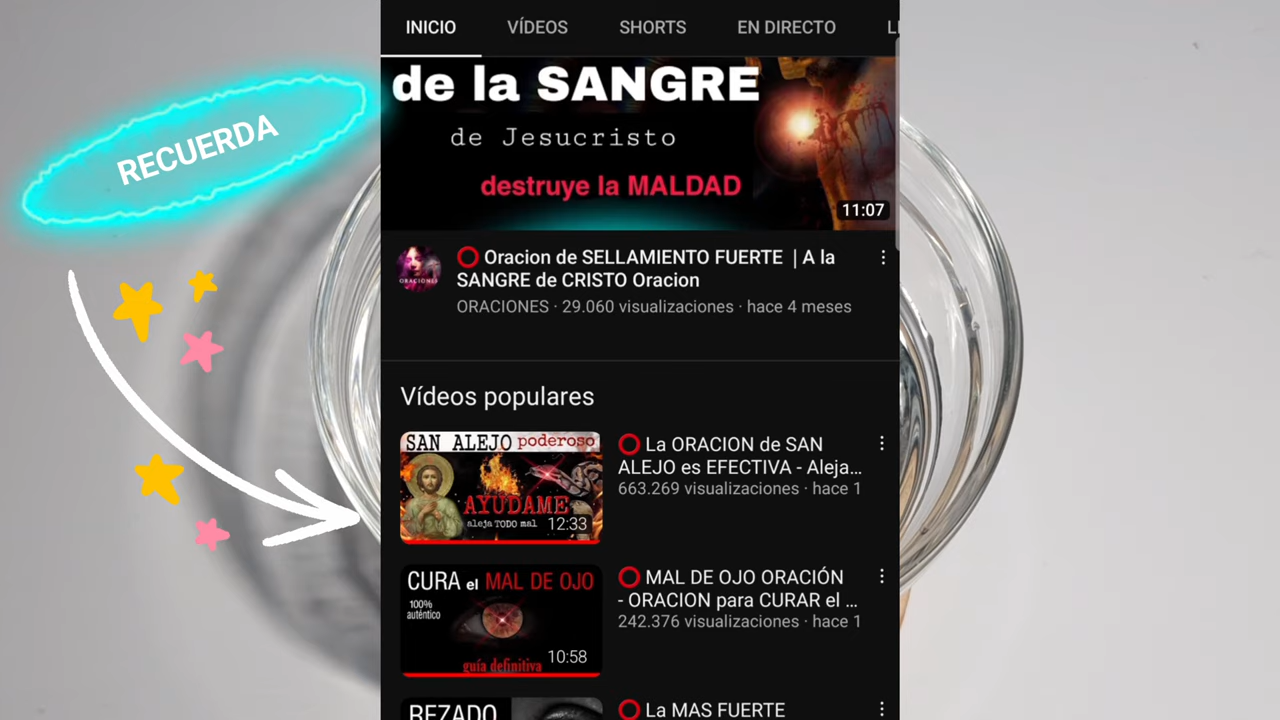 INICIO VÍDEOS SHORTS EN DIRECTO
de la SANGRE
de Jesucristo
destruye la MALDAD
11:07
RECUERDA
ORACIONES
Oracion de SELLAMIENTO FUERTE | A la
SANGRE de CRISTO Oracion
ORACIONES · 29.060 visualizaciones · hace 4 meses
Vídeos populares
SAN ALEJO poderoso
AYUDAME
aleja TODO mal
12:33
La ORACION de SAN
ALEJO es EFECTIVA - Aleja...
663.269 visualizaciones · hace 1
CURA el MAL DE OJO
100%
auténtico
guía definitiva
10:58
MAL DE OJO ORACIÓN
- ORACION para CURAR el ...
242.376 visualizaciones · hace 1
REZADO
La MAS FUERTE